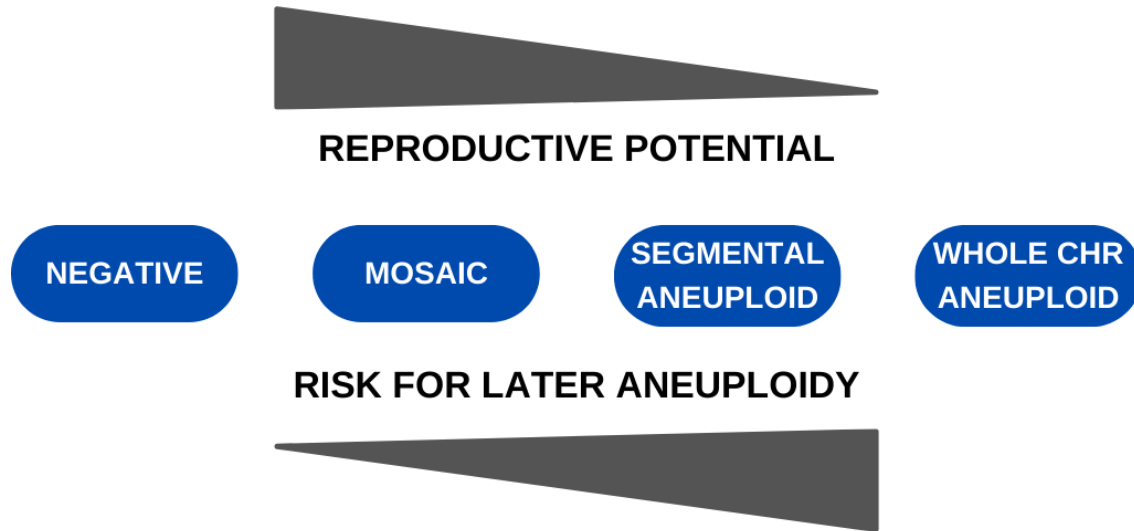 REPRODUCTIVE POTENTIAL
NEGATIVE
MOSAIC
SEGMENTAL
ANEUPLOID
WHOLE CHR
ANEUPLOID
RISK FOR LATER ANEUPLOIDY